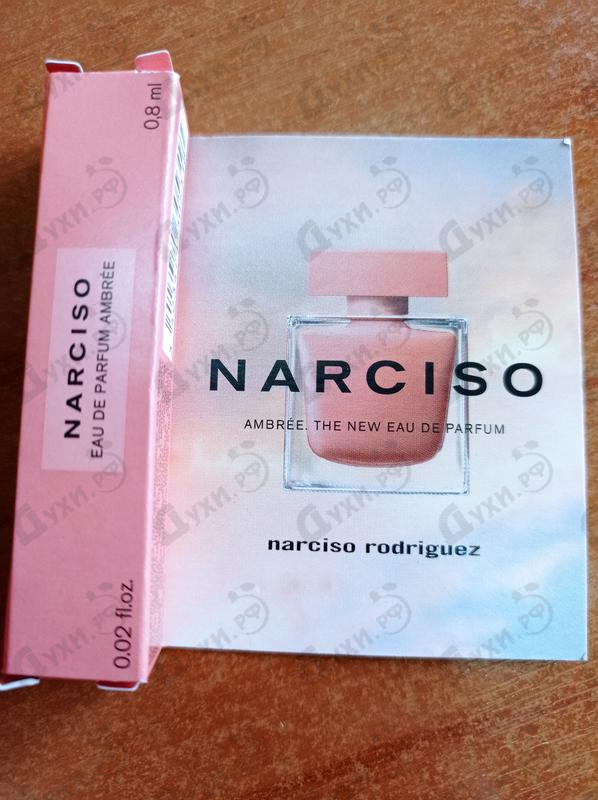 0,8 ml
NARCISO
EAU DE PARFUM AMBRÉE
0.02 fl.oz.
NARCISO
AMBRÉE. THE NEW EAU DE PARFUM
narciso rodriguez
Духи.РФ